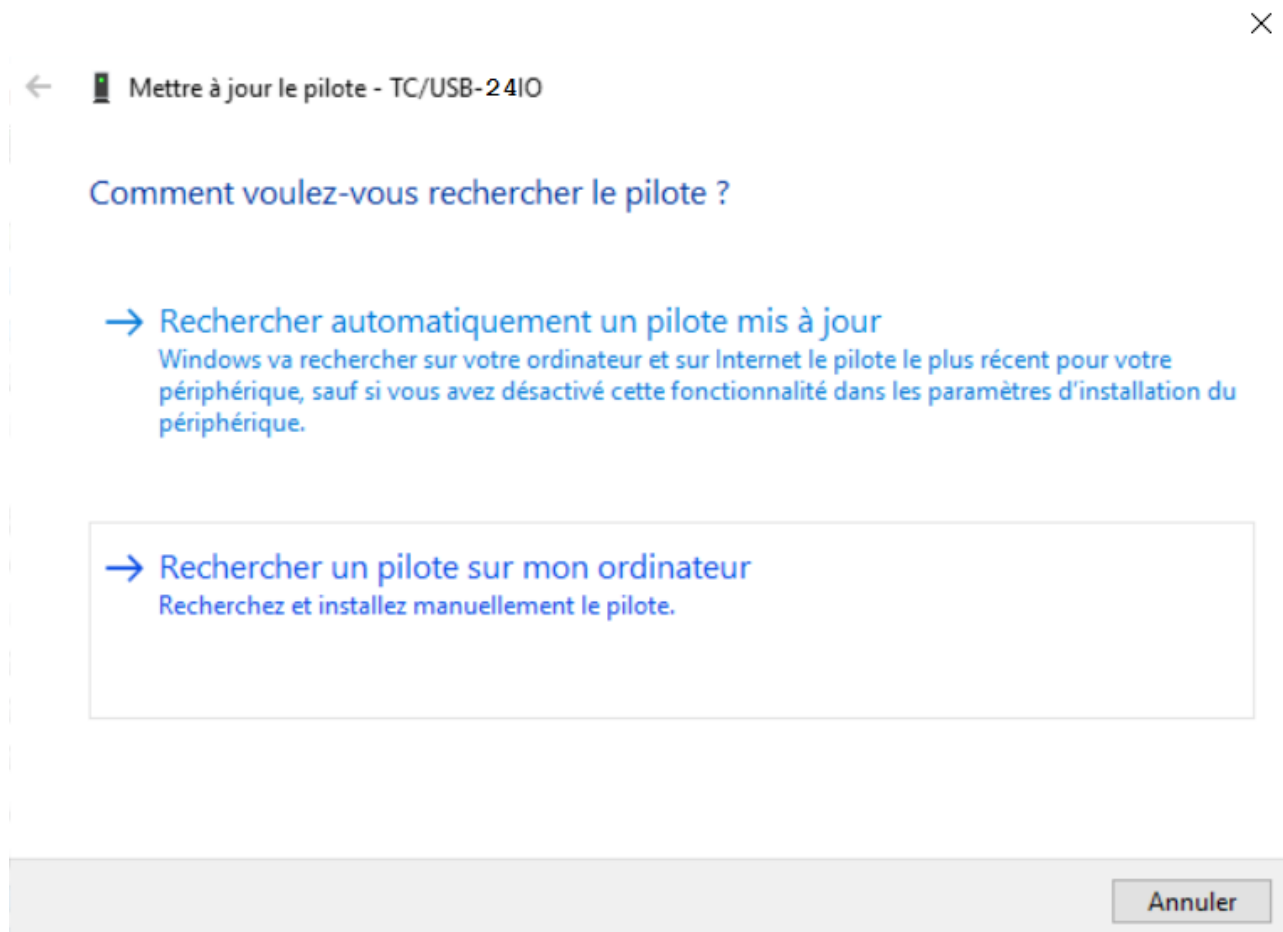 Mettre à jour le pilote - TC/USB-24IO
Comment voulez-vous rechercher le pilote ?
Rechercher automatiquement un pilote mis à jour
Windows va rechercher sur votre ordinateur et sur Internet le pilote le plus récent pour votre
périphérique, sauf si vous avez désactivé cette fonctionnalité dans les paramètres d'installation du
périphérique.
Rechercher un pilote sur mon ordinateur
Recherchez et installez manuellement le pilote.
Annuler